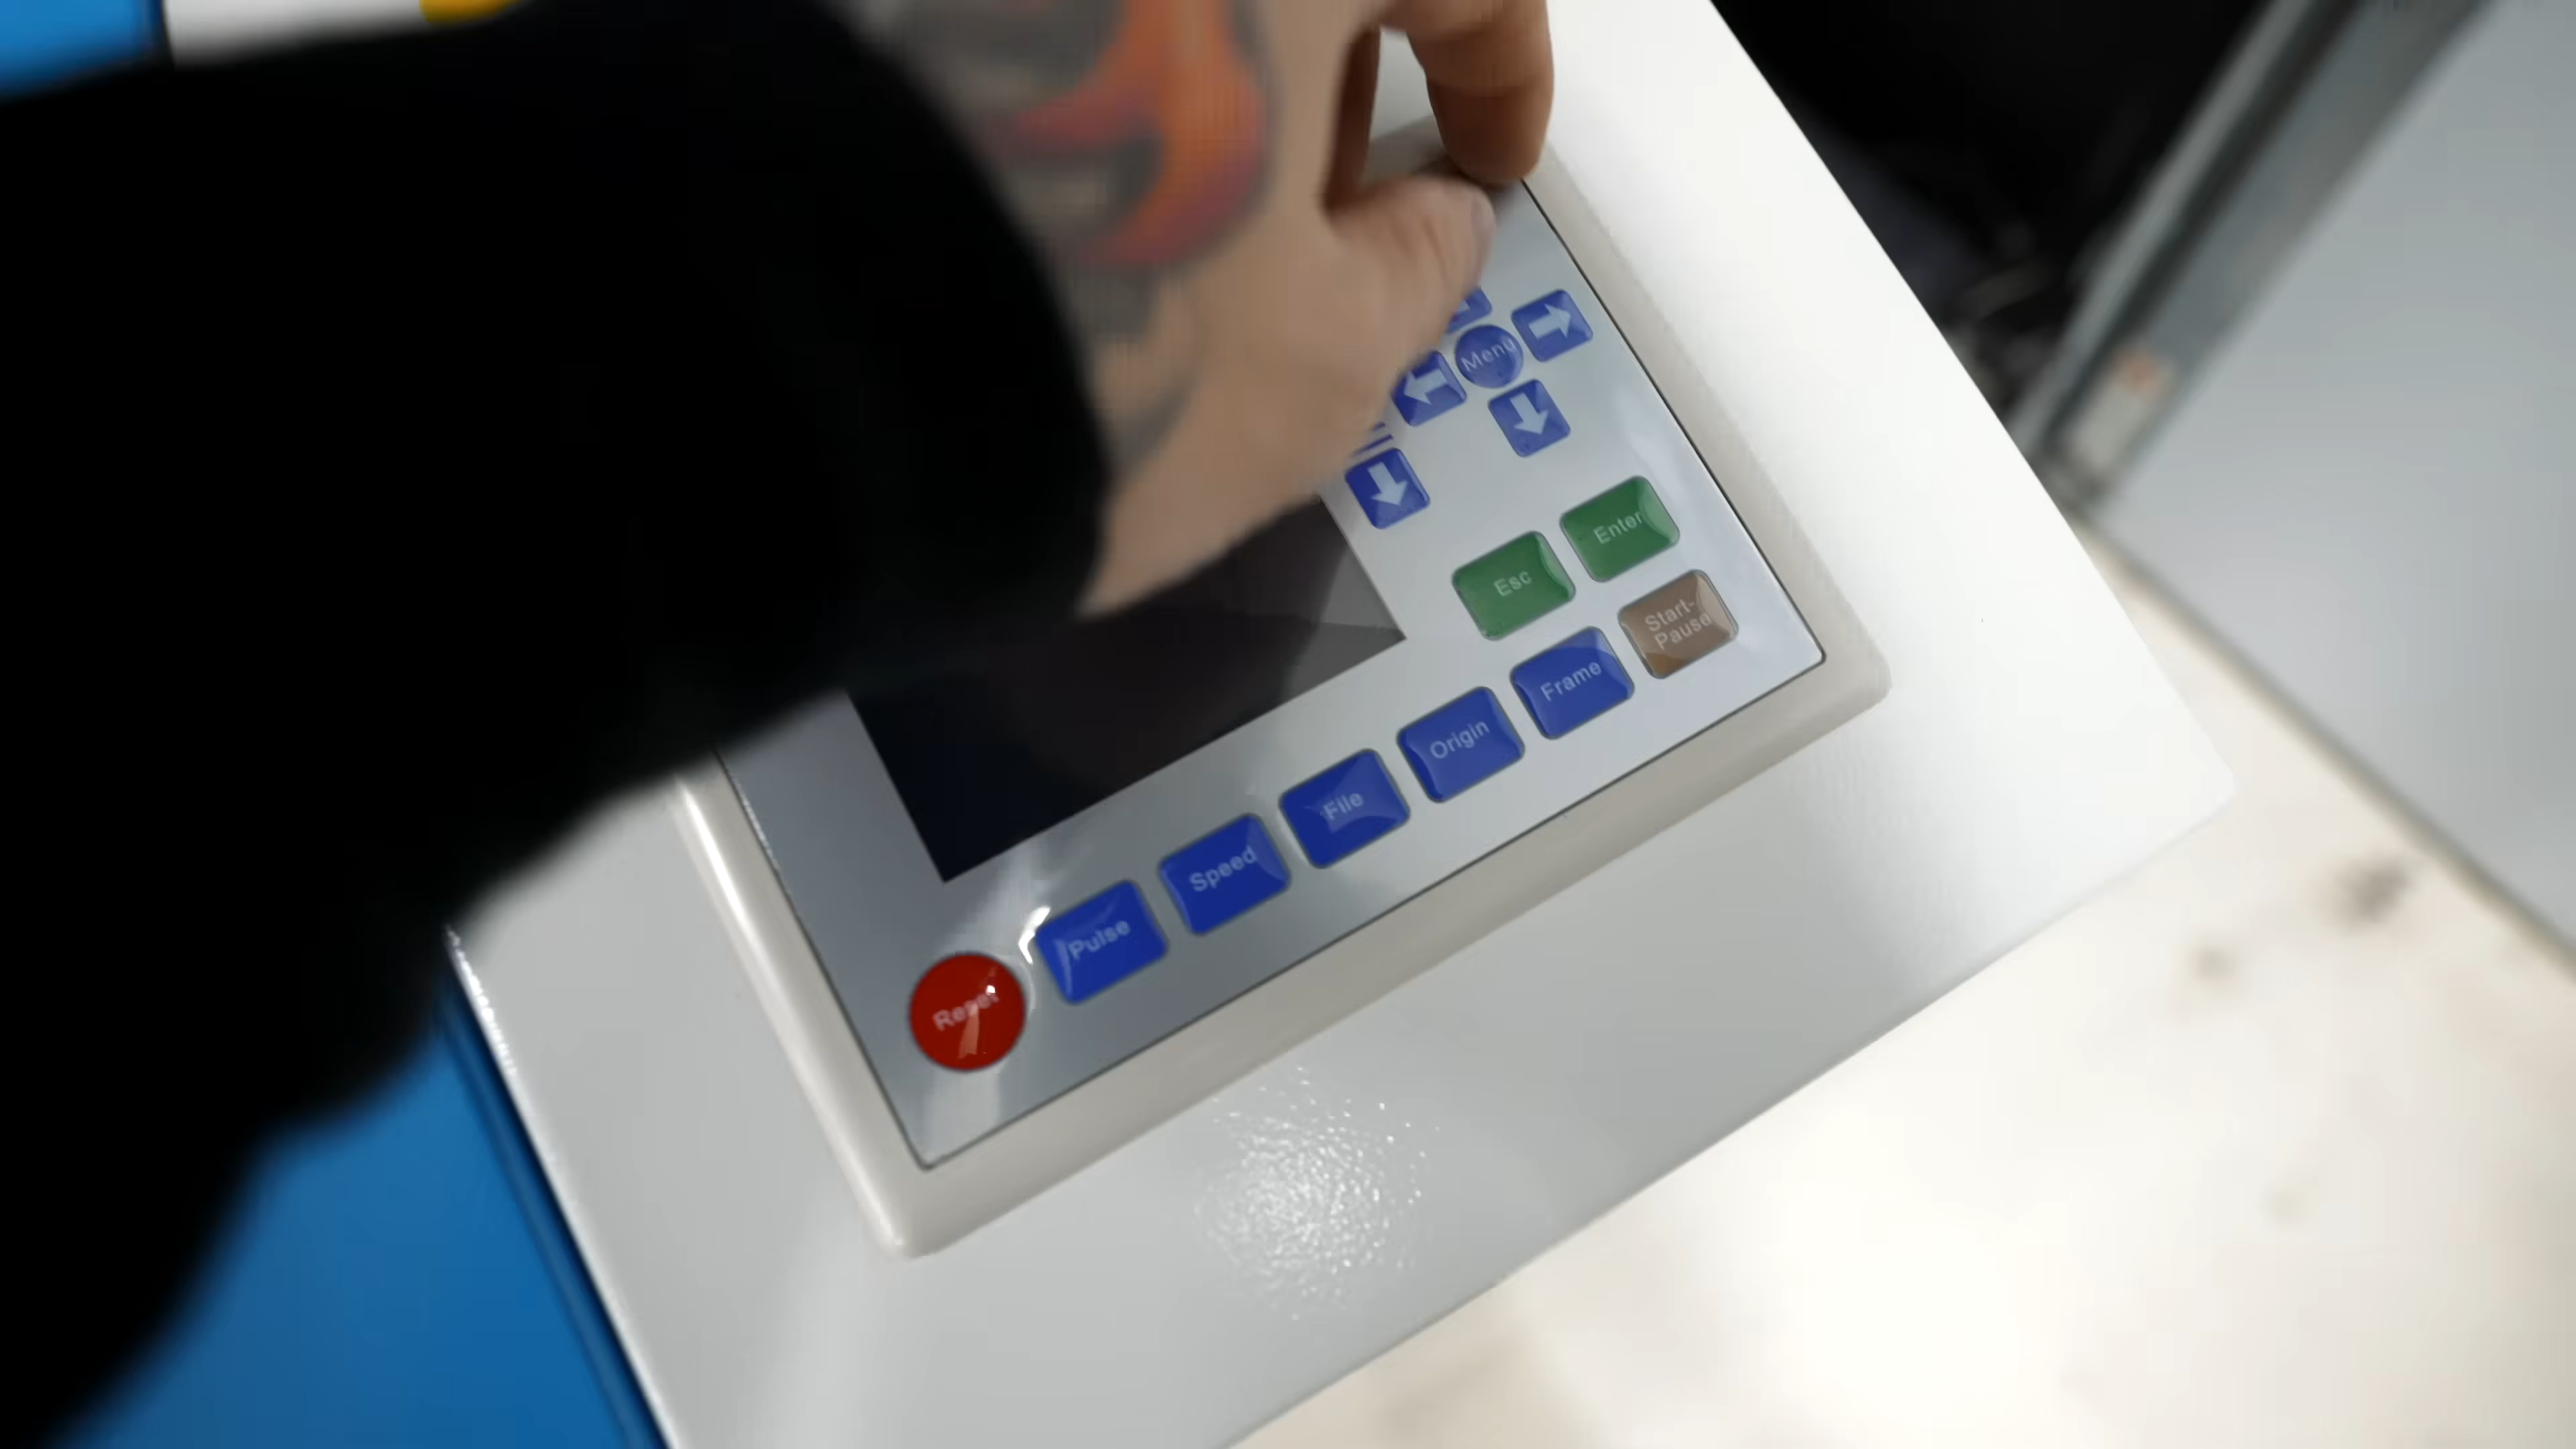 Menu
Enter
Esc
Start-
Pause
Frame
Origin
File
Speed
Pulse
Reset